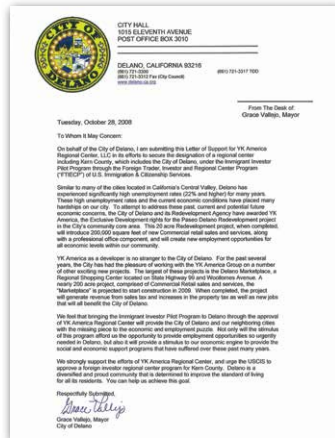 CITY OF DELANO
CITY HALL
1015 ELEVENTH AVENUE
POST OFFICE BOX 3010
DELANO, CALIFORNIA 93216
(661) 721-3300
(661) 721-3317 TDD
www.delano-ca.org
From The Desk of:
Grace Vallejo, Mayor
Tuesday, October 28, 2008
To Whom It May Concern:
On behalf of the City of Delano, I am submitting this Letter of Support for YK America
Regional Center, LLC in its efforts to secure the designation of a regional center
including Kern County, which includes the City of Delano, under the Immigrant Investor
Pilot Program through the Foreign Trader, Investor and Regional Center Program
("FTIRCP") of U.S. Immigration & Citizenship Services.
Similar to many of the cities located in California's Central Valley, Delano has
experienced significantly high unemployment rates (22% and higher) for many years.
These high unemployment rates and the current economic conditions have placed many
hardships on our city. To attempt to address these past, current and potential future
economic concerns, the City of Delano and its Redevelopment Agency have awarded YK
America, the Exclusive Development rights for the Paseo Delano Redevelopment project
in the City's community core area. This 20 acre Redevelopment project, when completed,
will introduce 200,000 square feet of new Commercial retail sales and services, along
with a professional office component, and will create new employment opportunities for
all economic levels within our community.
YK America as a developer is no stranger to the City of Delano. For the past several
years, the City has had the pleasure of working with the YK America Group on a number
of other exciting new projects. The largest of these projects is the Delano Marketplace, a
Regional Shopping Center located on State Highway 99 and Woollomes Avenue. A
nearly 200 acre project, comprised of Commercial Retail sales and services, the
"Marketplace" is projected to start construction in 2009. When completed, the project
will generate revenue from sales tax and increases in the property tax as well as new jobs
that will all benefit the City of Delano.
We feel that bringing the Immigrant Investor Pilot Program to Delano through the approval
of YK America Regional Center will provide the City of Delano and our neighboring cities
with the missing piece to the economic and employment puzzle. Not only will the stimulus
of this program afford us the opportunity to provide employment opportunities so urgently
needed in Delano, but also it will provide a stimulus to our economic engine to provide the
social and economic support programs that have suffered over these past many years.
We strongly support the efforts of YK America Regional Center, and urge the USCIS to
approve a foreign investor regional center program for Kern County. Delano is a
diversified and proud community that is determined to improve the standard of living
for all its residents. You can help us achieve this goal.
Respectfully Submitted,
Grace Vallejo
Grace Vallejo, Mayor
City of Delano